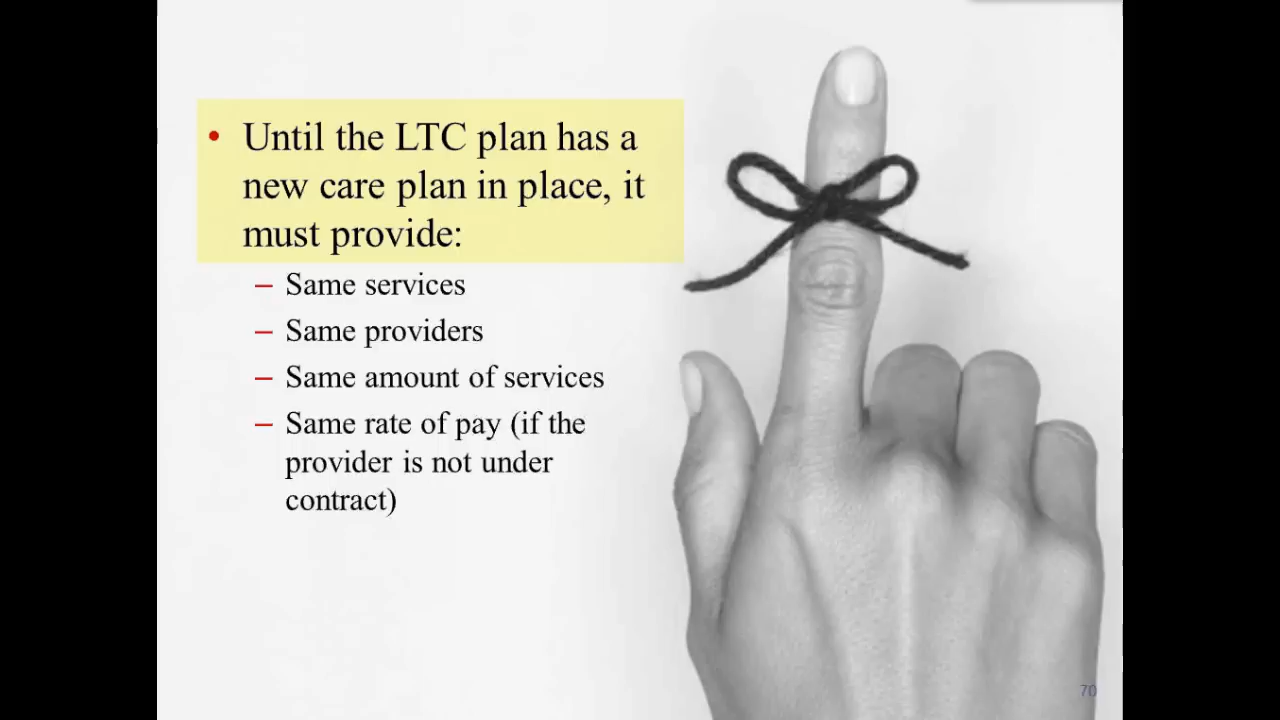 • Until the LTC plan has a
new care plan in place, it
must provide:
– Same services
– Same providers
– Same amount of services
– Same rate of pay (if the
provider is not under
contract)
70